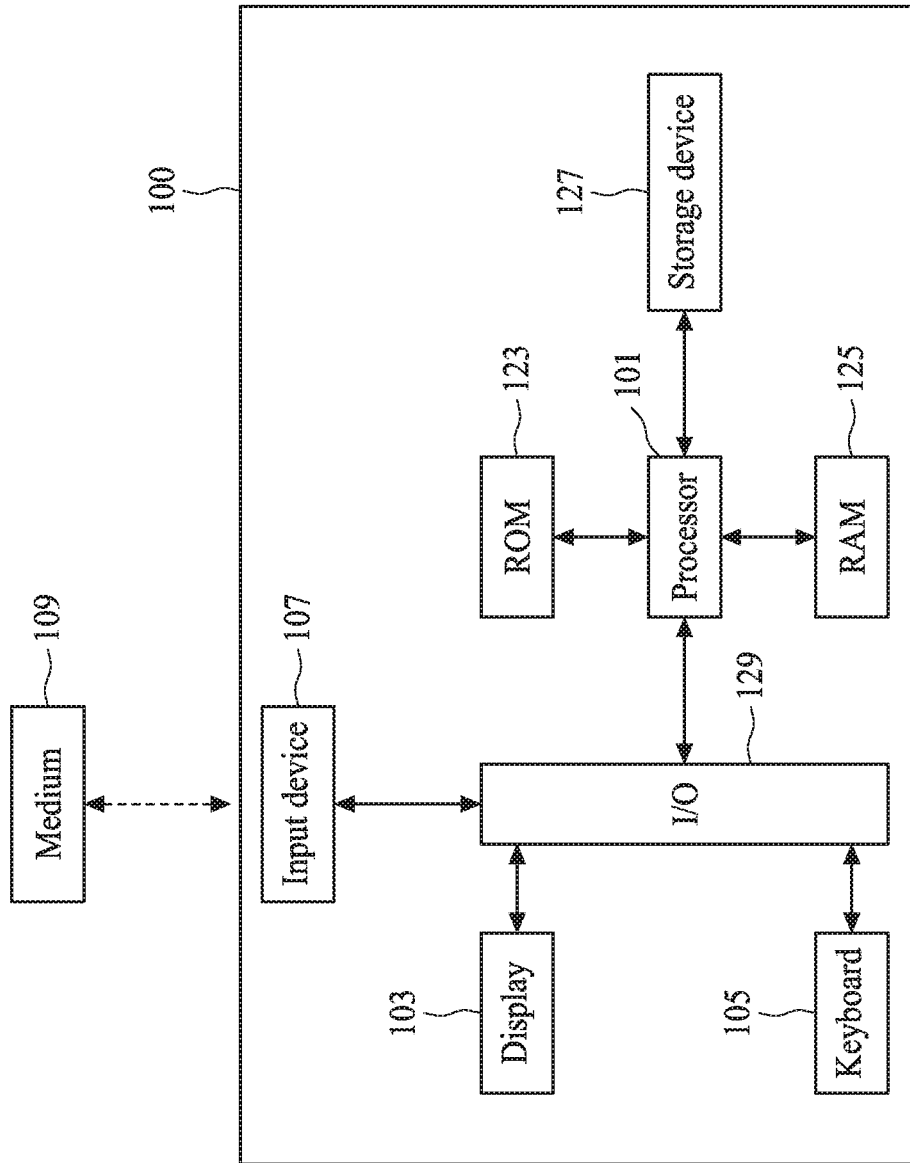 100
109
Medium
107
Input device
103
Display
105
Keyboard
129
I/O
123
ROM
101
Processor
125
RAM
127
Storage device